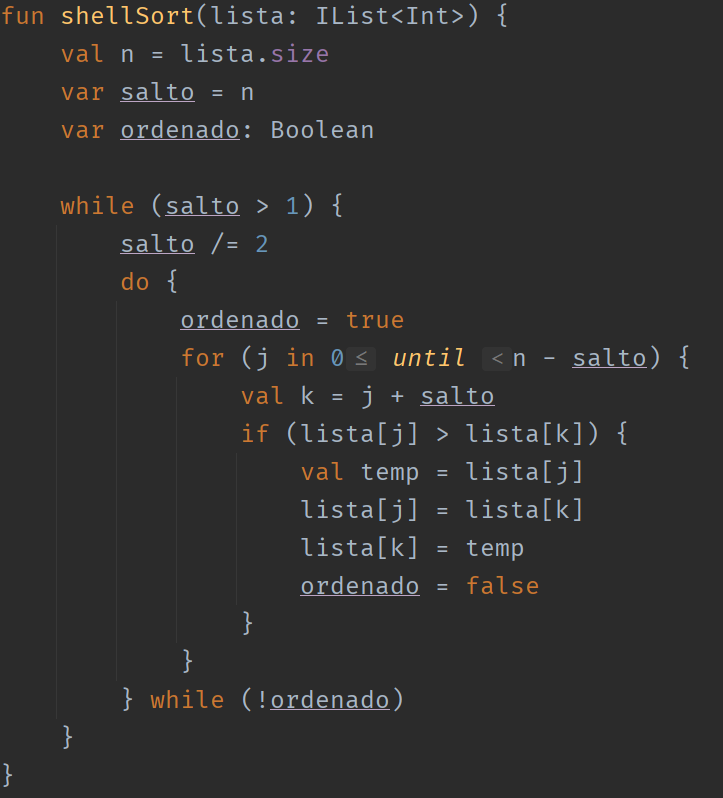 fun shellSort(lista: IList<Int>) {
    val n = lista.size
    var salto = n
    var ordenado: Boolean

    while (salto > 1) {
        salto /= 2
        do {
            ordenado = true
            for (j in 0 ≤ until < n - salto) {
                val k = j + salto
                if (lista[j] > lista[k]) {
                    val temp = lista[j]
                    lista[j] = lista[k]
                    lista[k] = temp
                    ordenado = false
                }
            }
        } while (!ordenado)
    }
}